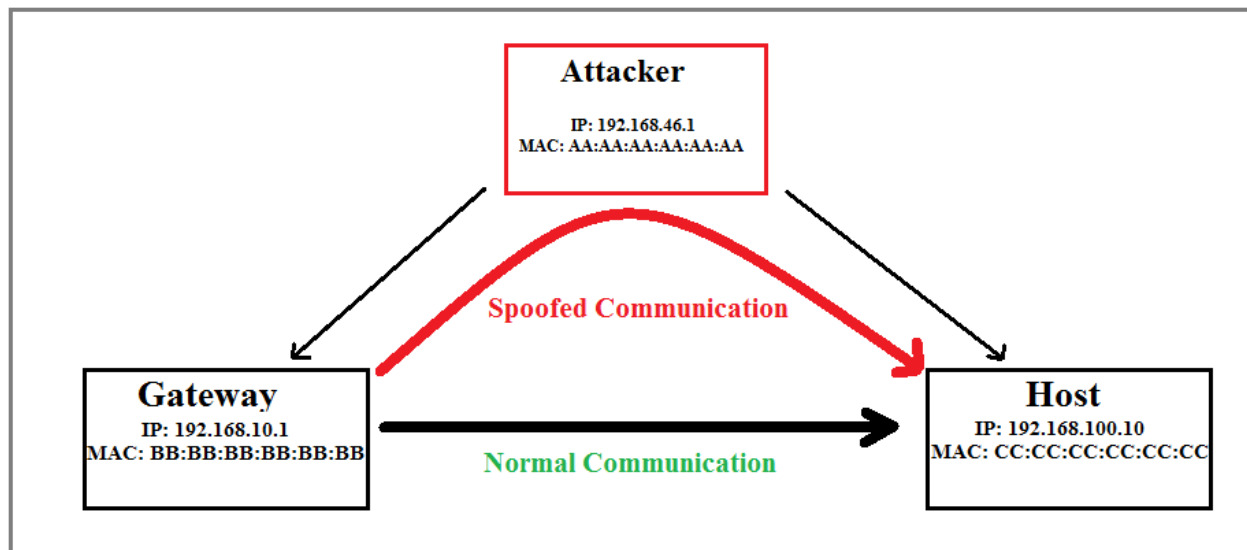 Attacker
IP: 192.168.46.1
MAC: AA:AA:AA:AA:AA:AA
Spoofed Communication
Gateway
IP: 192.168.10.1
MAC: BB:BB:BB:BB:BB:BB
Normal Communication
Host
IP: 192.168.100.10
MAC: CC:CC:CC:CC:CC:CC